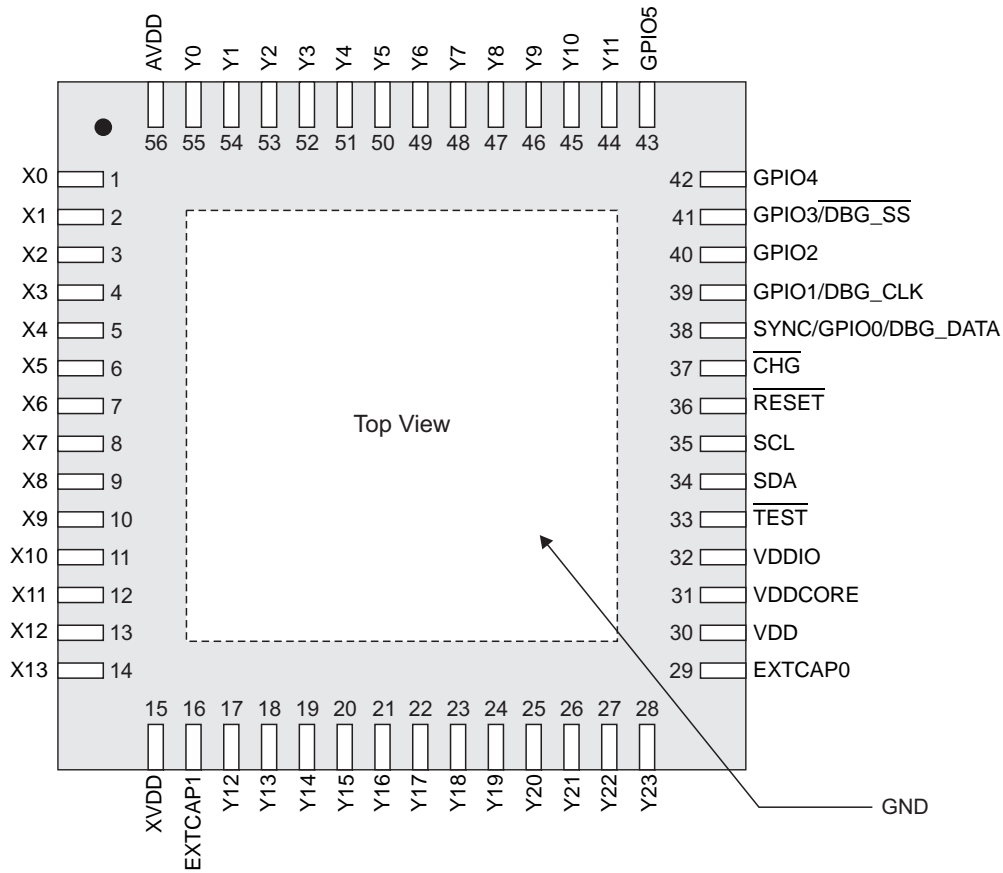 AVDD
Y0
Y1
Y2
Y3
Y4
Y5
Y6
Y7
Y8
Y9
Y10
Y11
GPIO5
56 55 54 53 52 51 50 49 48 47 46 45 44 43
X0 1
X1 2
X2 3
X3 4
X4 5
X5 6
X6 7
X7 8
X8 9
X9 10
X10 11
X11 12
X12 13
X13 14
Top View
42 GPIO4
41 GPIO3/DBG_SS
40 GPIO2
39 GPIO1/DBG_CLK
38 SYNC/GPIO0/DBG_DATA
37 CHG
36 RESET
35 SCL
34 SDA
33 TEST
32 VDDIO
31 VDDCORE
30 VDD
29 EXTCAP0
15 16 17 18 19 20 21 22 23 24 25 26 27 28
XVDD
EXTCAP1
Y12
Y13
Y14
Y15
Y16
Y17
Y18
Y19
Y20
Y21
Y22
Y23
GND